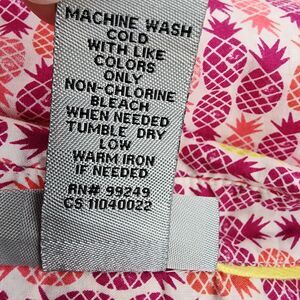 MACHINE WASH
COLD
WITH LIKE
COLORS
ONLY
NON-CHLORINE
BLEACH
WHEN NEEDED
TUMBLE DRY
LOW
WARM IRON
IF NEEDED
RN# 99249
CS 11040022